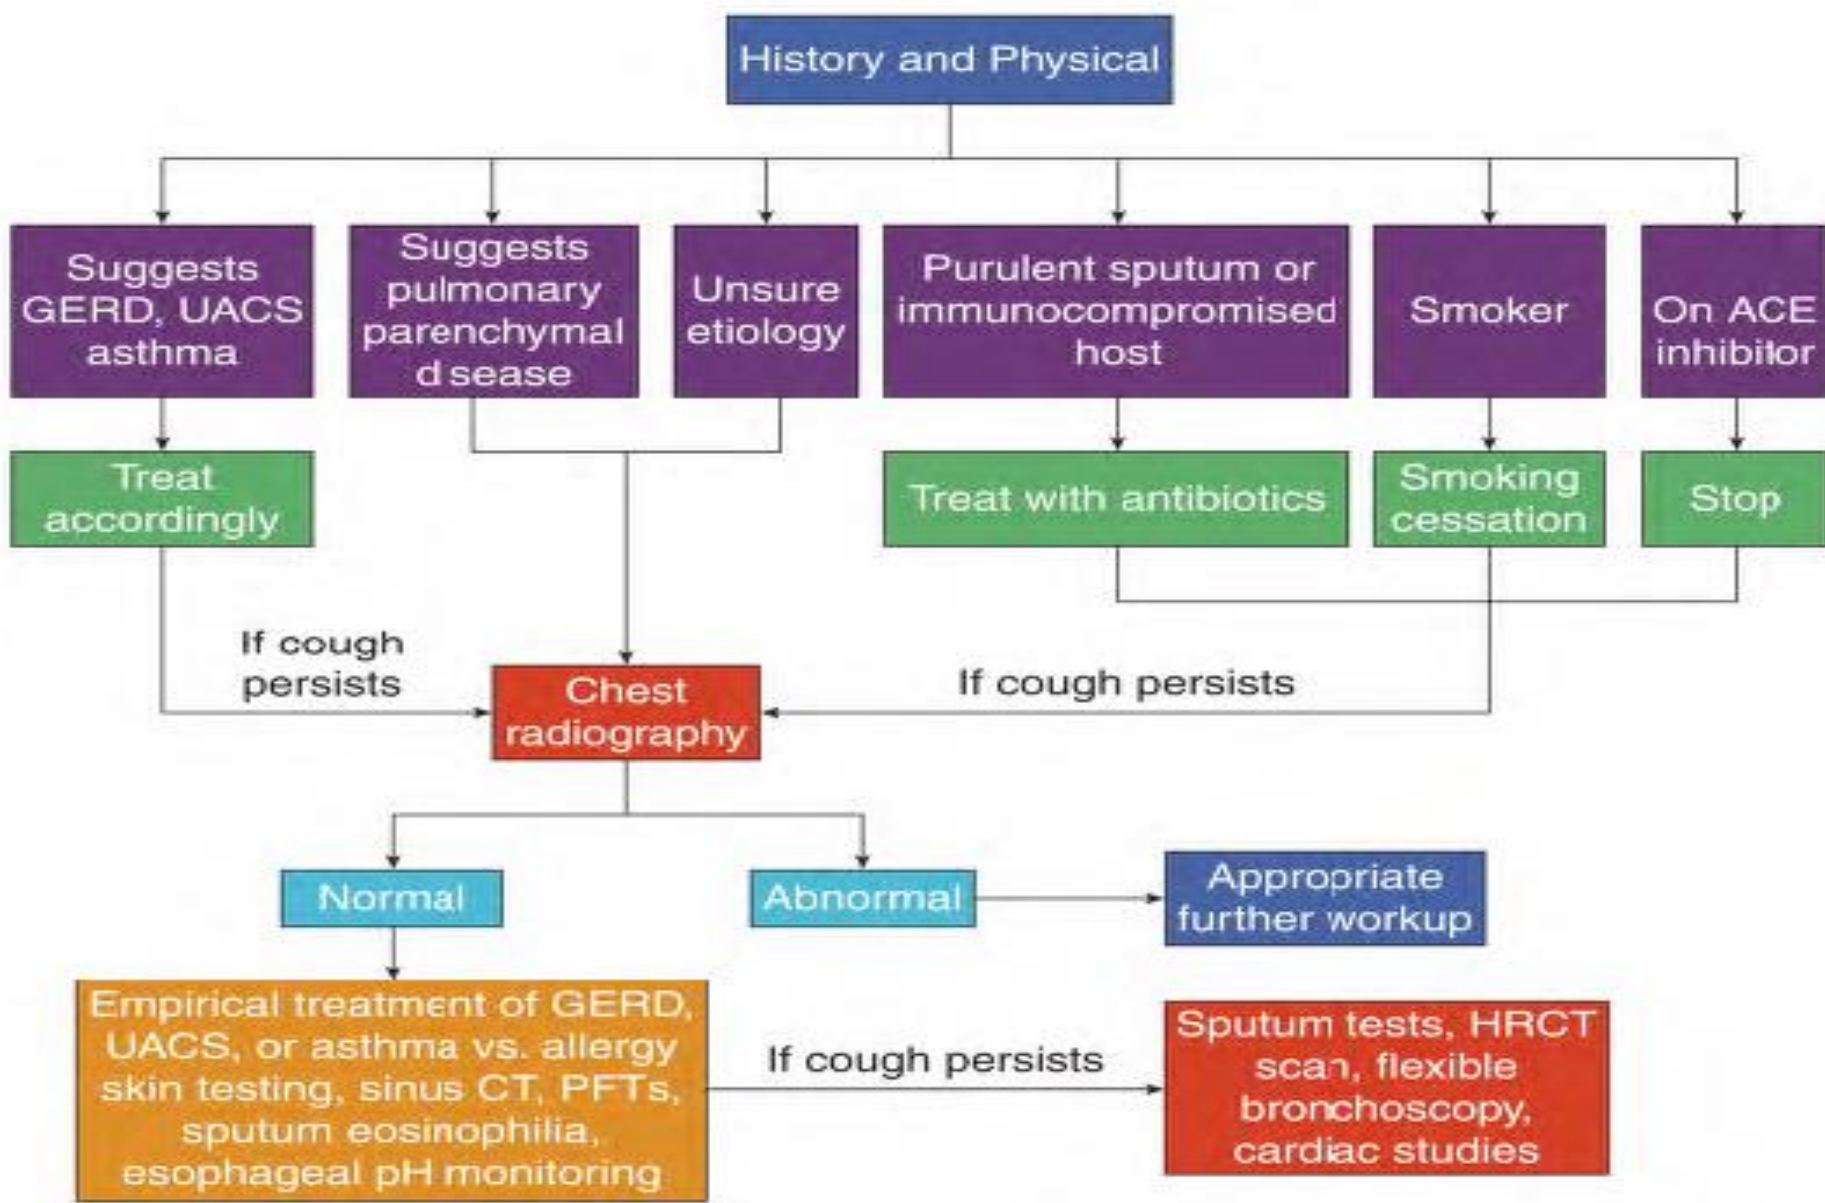 History and Physical
Suggests
GERD, UACS
asthma
Suggests
pulmonary
parenchymal
d sease
Unsure
etiology
Purulent sputum or
immunocompromised
host
Smoker
On ACE
inhibitor
Treat
accordingly
Treat with antibiotics
Smoking
cessation
Stop
If cough
persists
Chest
radiography
If cough persists
Normal
Abnormal
Appropriate
further workup
Empirical treatment of GERD,
UACS, or asthma vs. allergy
skin testing, sinus CT, PFTs,
sputum eosinophilia,
esophageal pH monitoring
If cough persists
Sputum tests, HRCT
scan, flexible
bronchoscopy,
cardiac studies